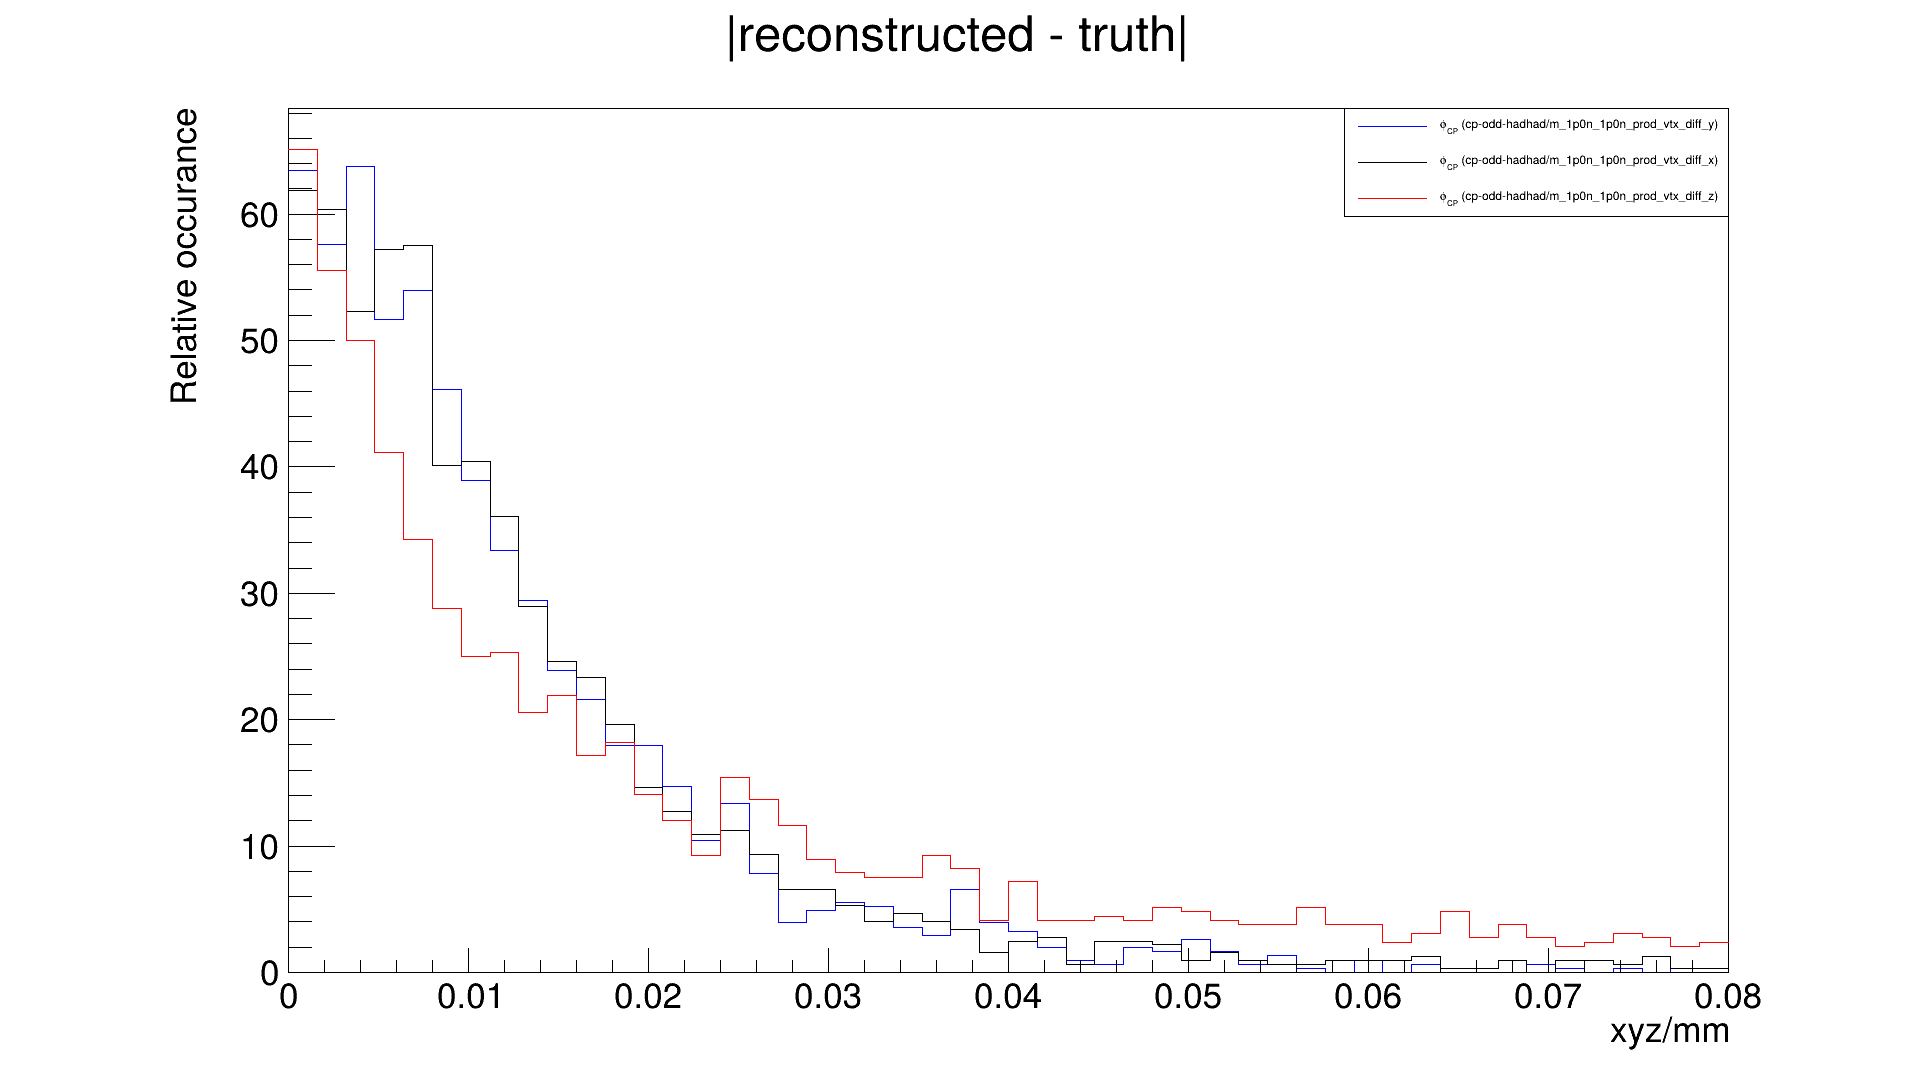 |reconstructed - truth|
Relative occurance
ϕCP (cp-odd-hadhad/m_1p0n_1p0n_prod_vtx_diff_y)
ϕCP (cp-odd-hadhad/m_1p0n_1p0n_prod_vtx_diff_x)
ϕCP (cp-odd-hadhad/m_1p0n_1p0n_prod_vtx_diff_z)
60
50
40
30
20
10
0
0 0.01 0.02 0.03 0.04 0.05 0.06 0.07 0.08
xyz/mm